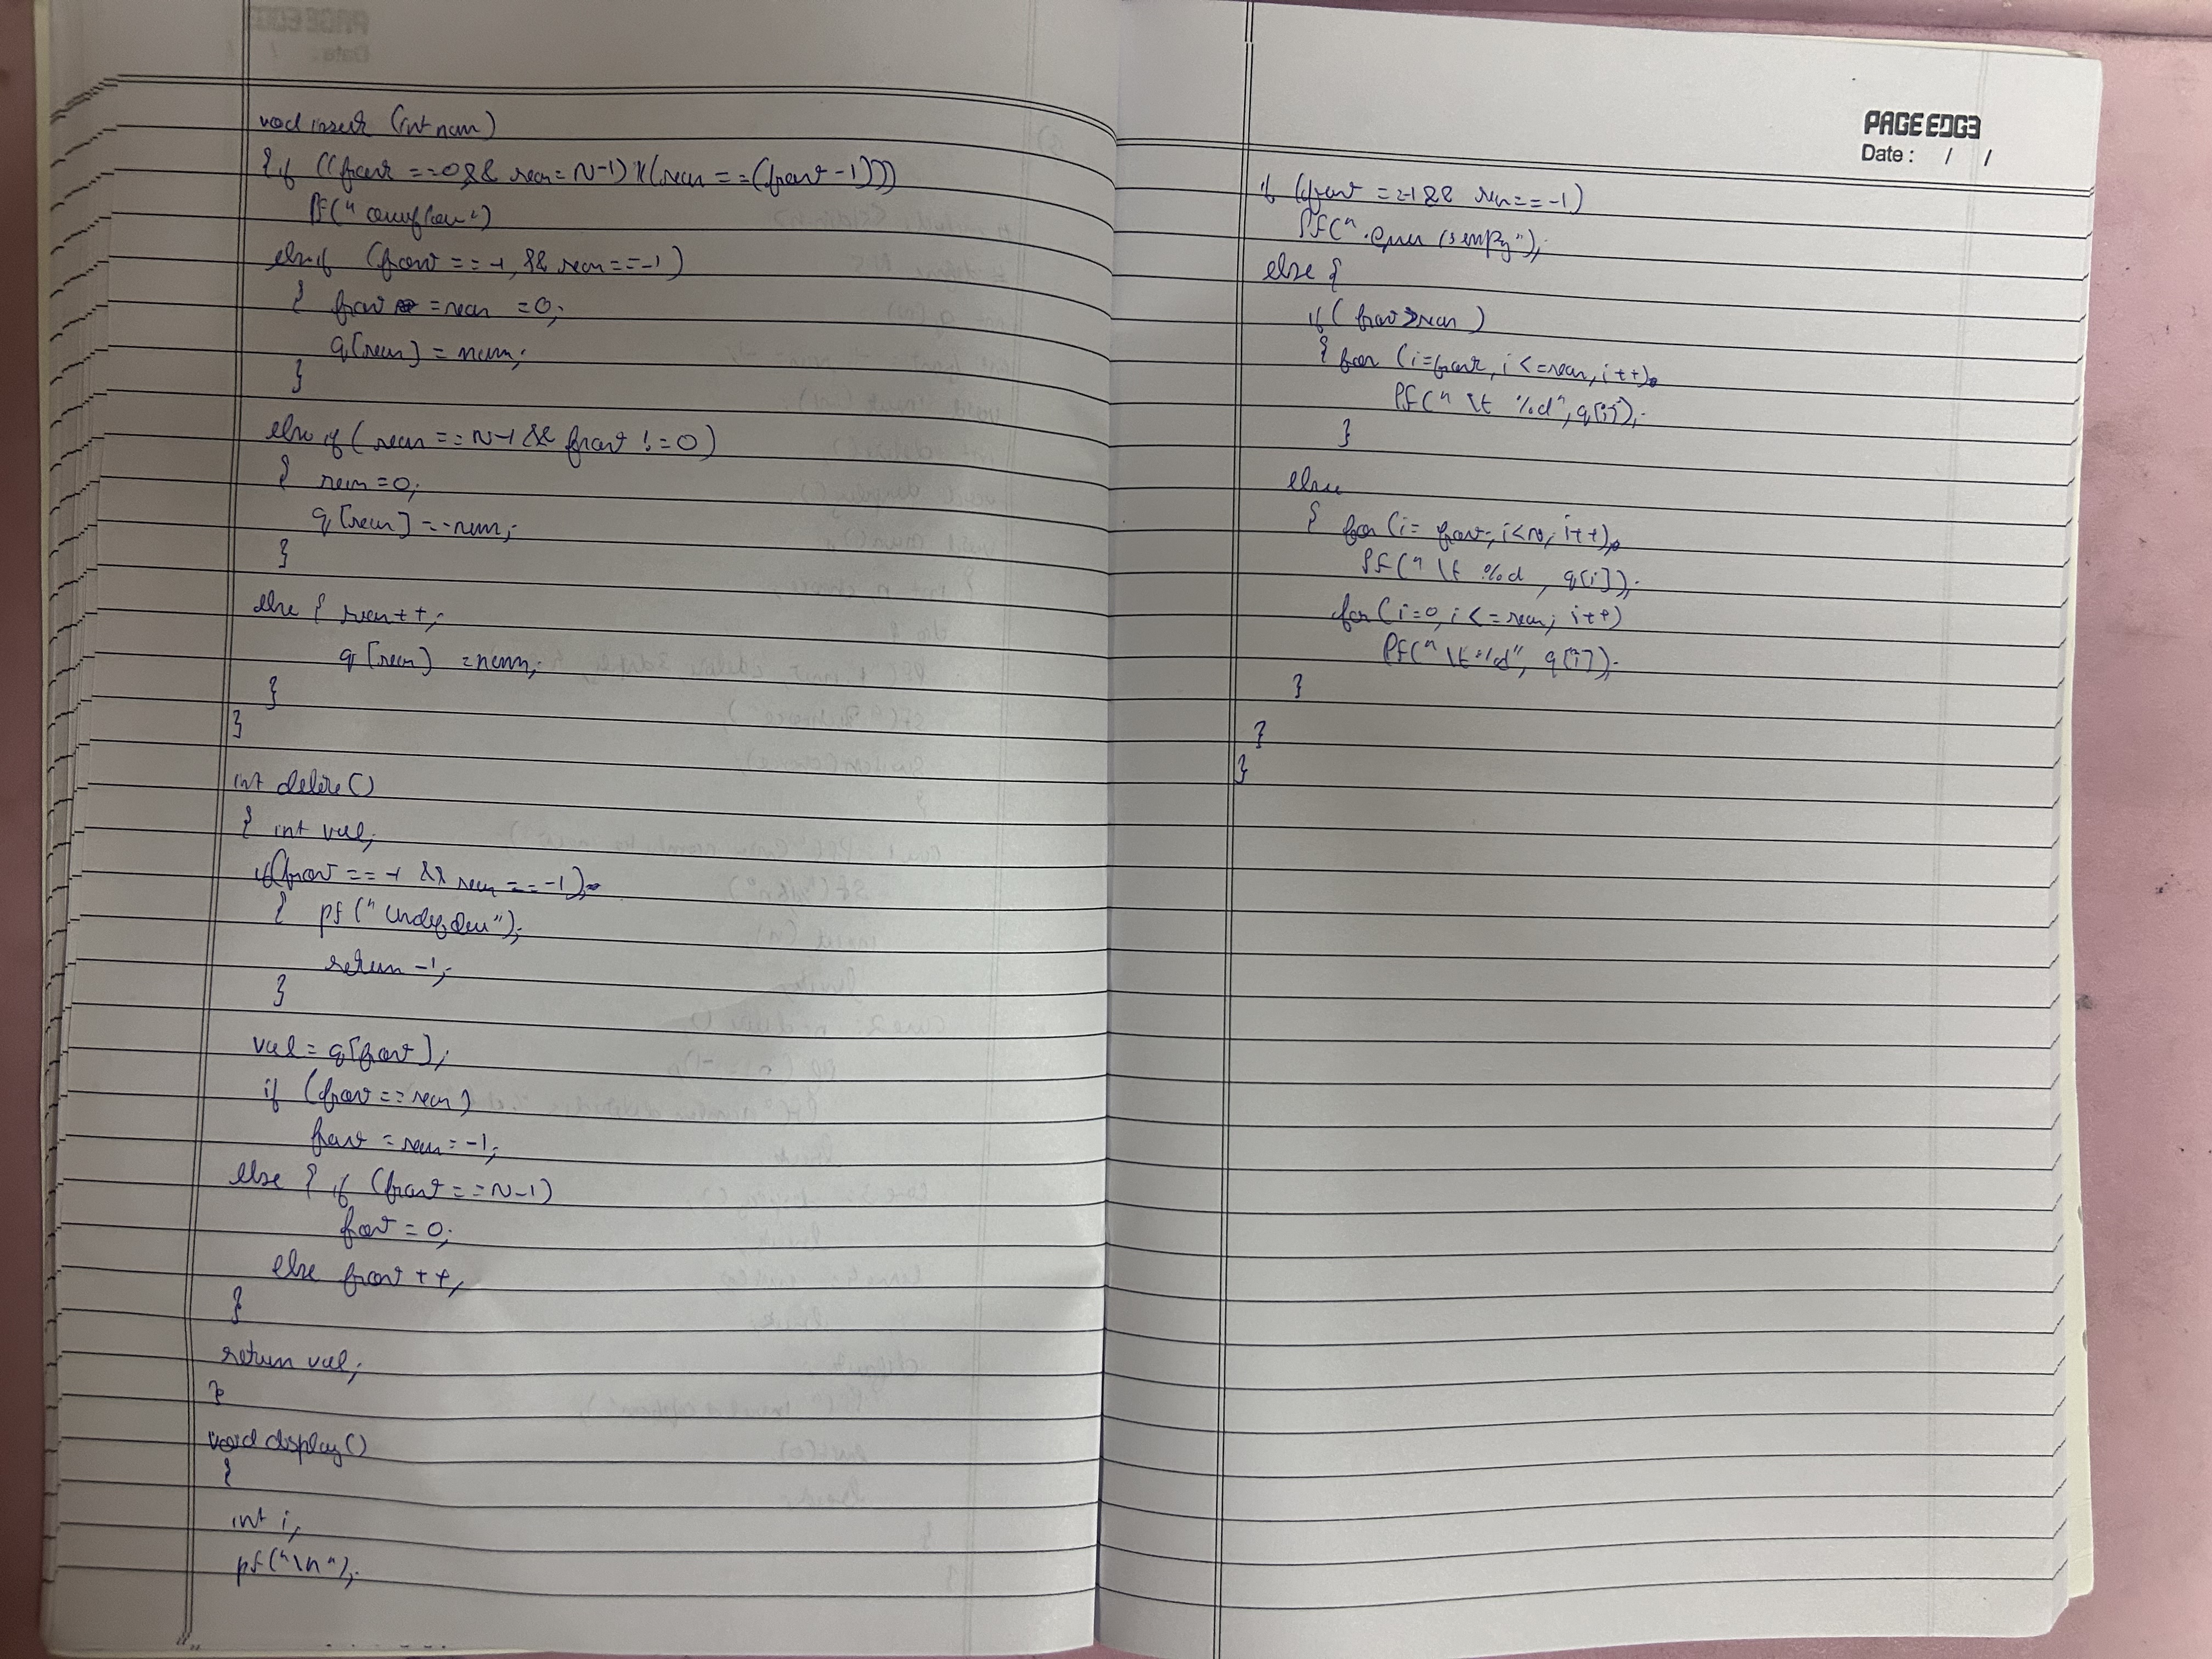 void insert (int num)
{ if ((front == 0 && rear = N-1) || (rear == (front -1)))
Pf(" overflow")
else if (front == -1 && rear == -1)
{ front = rear = 0;
q[rear] = num;
}
else if (rear == N-1 && front != 0)
{ rear = 0;
q[rear] = num;
}
else { rear++;
q[rear] = num;
}
}
int delete()
{ int val;
if(front == -1 && rear == -1);
{ pf("underflow");
return -1;
}
val = q[front];
if (front == rear)
front = rear = -1;
else { if (front == N-1)
front = 0;
else front ++;
}
return val;
}
void display()
{
int i;
pf("\n");
PAGE EDG3
Date : / /
if (front = -1 && rear == -1)
Pf(" Queue is empty");
else {
if (front > rear)
{ for (i=front, i<=rear, i++);
Pf(" \t %d", q[i]);
}
else
{ for (i= front, i<N, i++);
Pf(" \t %d, q[i]);
for (i=0, i<=rear, i++)
Pf(" \t %d", q[i]);
}
}
}